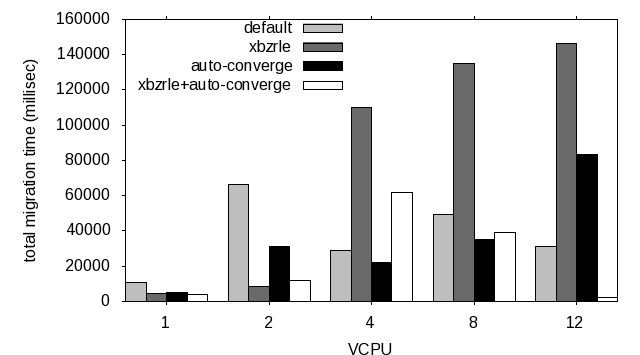 160000
140000
120000
100000
80000
60000
40000
20000
0
total migration time (millisec)
default
xbzrle
auto-converge
xbzrle+auto-converge
1 2 4 8 12
VCPU